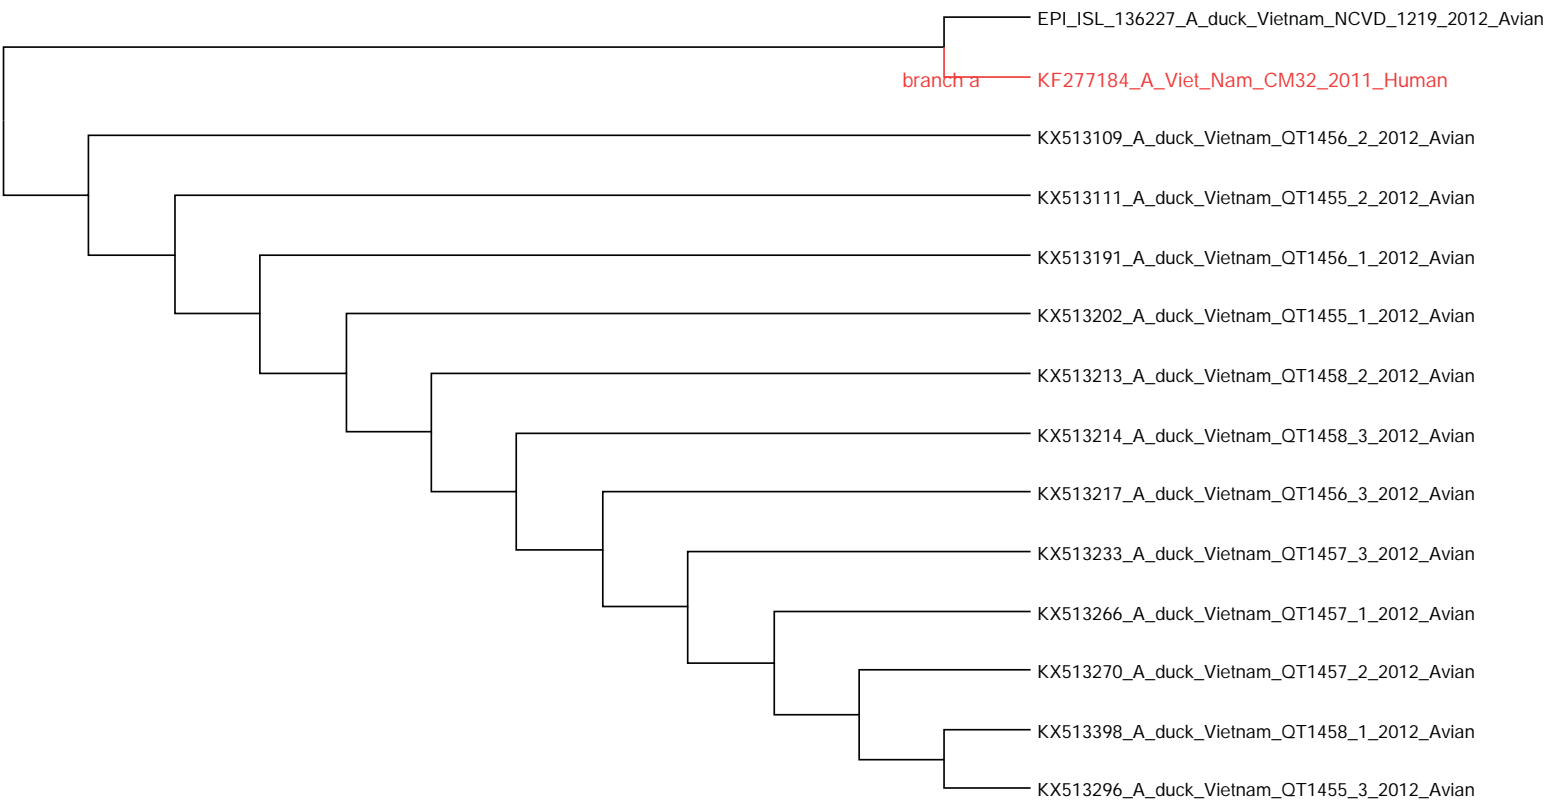 EPI_ISL_136227_A_duck_Vietnam_NCVD_1219_2012_Avian
branch a
KF277184_A_Viet_Nam_CM32_2011_Human
KX513109_A_duck_Vietnam_QT1456_2_2012_Avian
KX513111_A_duck_Vietnam_QT1455_2_2012_Avian
KX513191_A_duck_Vietnam_QT1456_1_2012_Avian
KX513202_A_duck_Vietnam_QT1455_1_2012_Avian
KX513213_A_duck_Vietnam_QT1458_2_2012_Avian
KX513214_A_duck_Vietnam_QT1458_3_2012_Avian
KX513217_A_duck_Vietnam_QT1456_3_2012_Avian
KX513233_A_duck_Vietnam_QT1457_3_2012_Avian
KX513266_A_duck_Vietnam_QT1457_1_2012_Avian
KX513270_A_duck_Vietnam_QT1457_2_2012_Avian
KX513398_A_duck_Vietnam_QT1458_1_2012_Avian
KX513296_A_duck_Vietnam_QT1455_3_2012_Avian